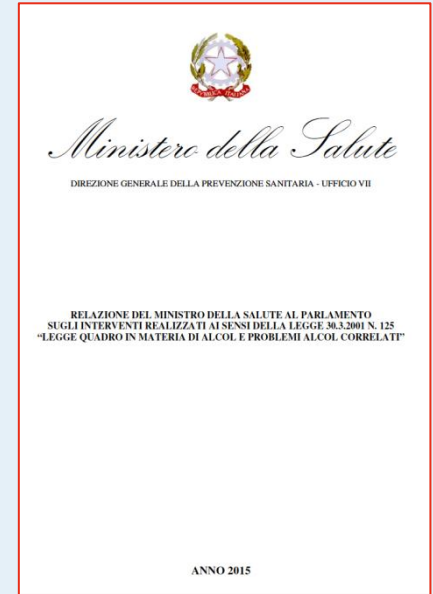 REPVBBLICA ITALIANA
Ministero della Salute
DIREZIONE GENERALE DELLA PREVENZIONE SANITARIA - UFFICIO VII
RELAZIONE DEL MINISTRO DELLA SALUTE AL PARLAMENTO
SUGLI INTERVENTI REALIZZATI AI SENSI DELLA LEGGE 30.3.2001 N. 125
“LEGGE QUADRO IN MATERIA DI ALCOL E PROBLEMI ALCOL CORRELATI”
ANNO 2015